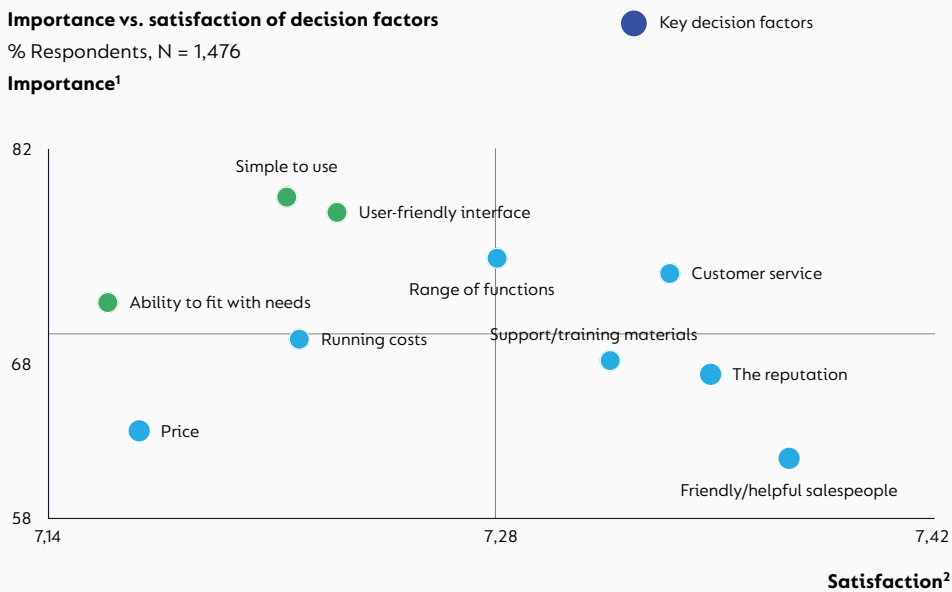 Importance vs. satisfaction of decision factors
Key decision factors
% Respondents, N = 1,476
Importance¹
82
Simple to use
User-friendly interface
Customer service
Range of functions
Ability to fit with needs
Support/training materials
Running costs
68
The reputation
Price
Friendly/helpful salespeople
58
7,14
7,28
7,42
Satisfaction²